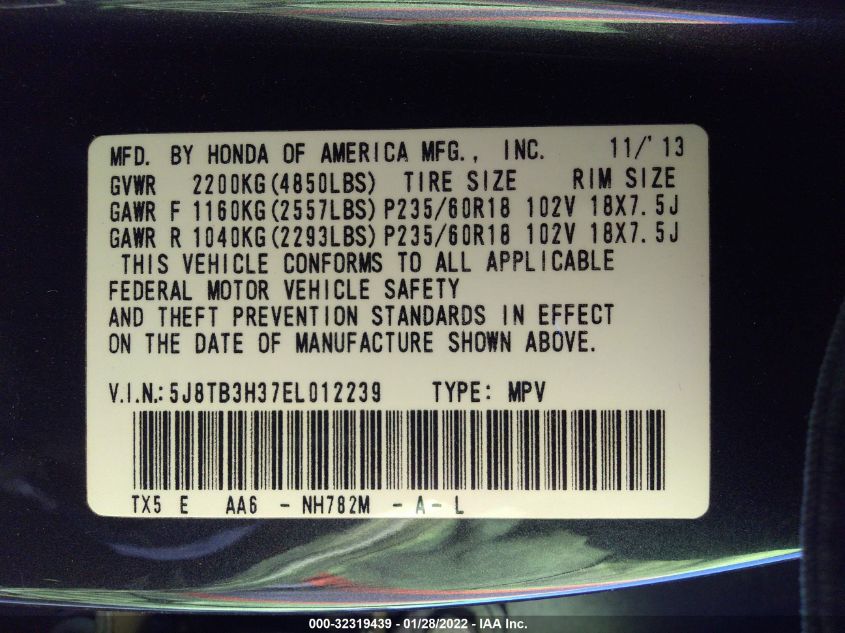 MFD. BY HONDA OF AMERICA MFG., INC. 11/'13
GVWR 2200KG(4850LBS) TIRE SIZE RIM SIZE
GAWR F 1160KG(2557LBS) P235/60R18 102V 18X7.5J
GAWR R 1040KG(2293LBS) P235/60R18 102V 18X7.5J
THIS VEHICLE CONFORMS TO ALL APPLICABLE
FEDERAL MOTOR VEHICLE SAFETY
AND THEFT PREVENTION STANDARDS IN EFFECT
ON THE DATE OF MANUFACTURE SHOWN ABOVE.
V.I.N.: 5J8TB3H37EL012239 TYPE: MPV
TX5 E AA6 - NH782M - A - L
000-32319439 - 01/28/2022 - IAA Inc.